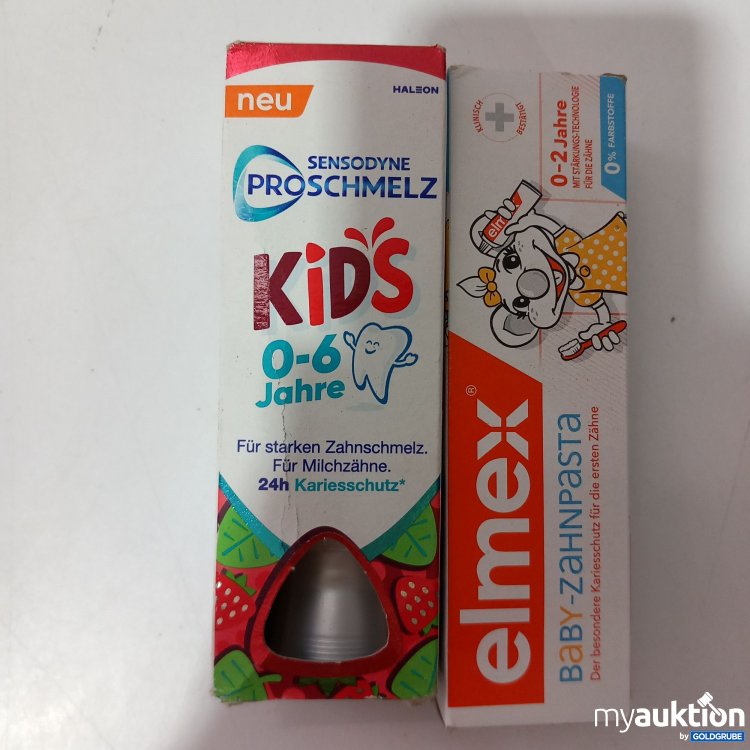 neu
HALEON
SENSODYNE
PROSCHMELZ
KiDS
0-6
Jahre
Für starken Zahnschmelz.
Für Milchzähne.
24h Kariesschutz*
KLINISCH
BESTÄTIGT
0-2 Jahre
MIT STÄRKUNGS-TECHNOLOGIE
FÜR DIE ZÄHNE
0% FARBSTOFFE
elm
elmex®
BaBY-ZAHNPASTA
Der besondere Kariesschutz für die ersten Zähne
myauktion
by GOLDGRUBE